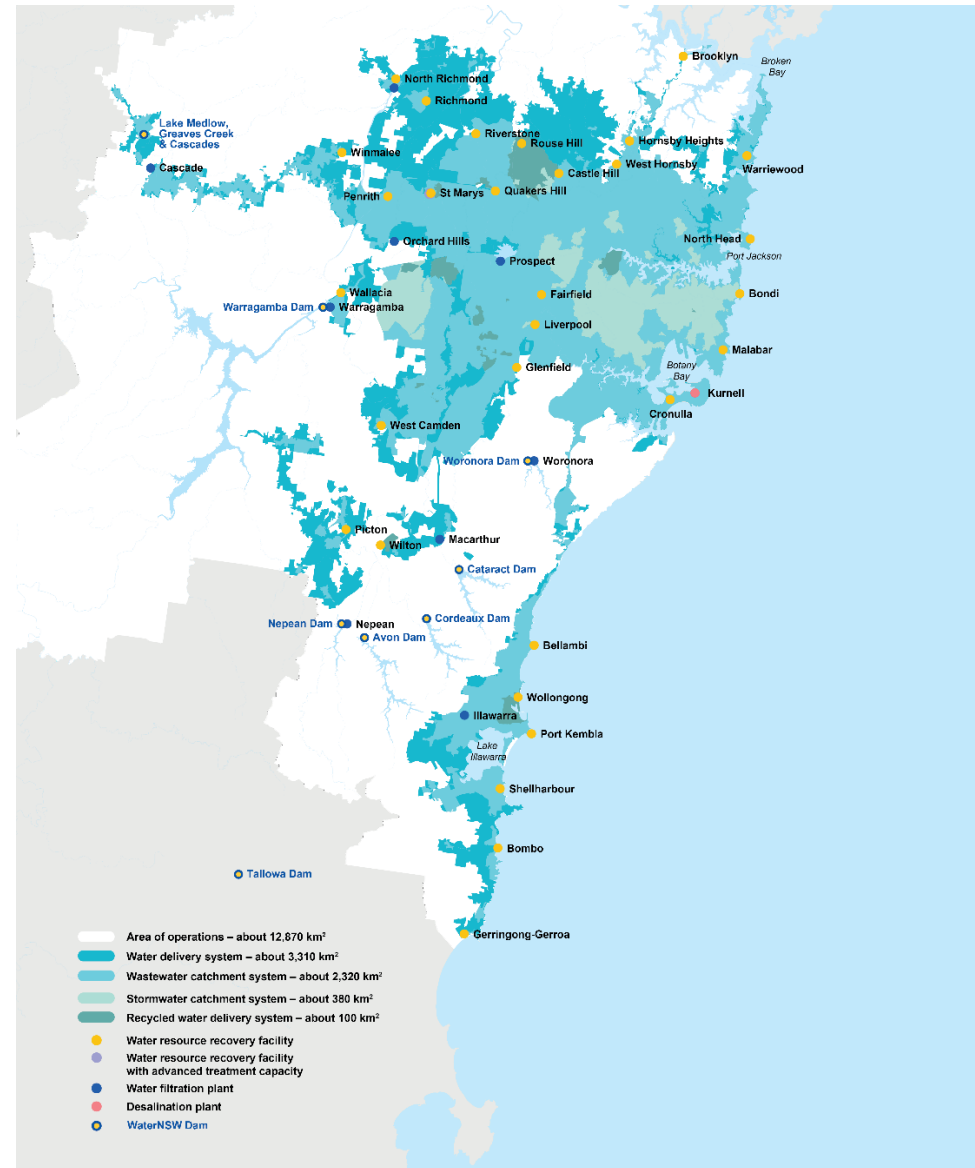 Brooklyn
Broken
Bay
North Richmond
Richmond
Lake Medlow,
Greaves Creek
& Cascades
Riverstone
Rouse Hill
Hornsby Heights
Winmalee
West Hornsby
Cascade
Castle Hill
Warriewood
Penrith
St Marys
Quakers Hill
Orchard Hills
North Head
Port Jackson
Prospect
Wallacia
Fairfield
Bondi
Warragamba Dam
Warragamba
Liverpool
Malabar
Glenfield
Botany
Bay
Kurnell
Cronulla
West Camden
Woronora Dam
Woronora
Picton
Wilton
Macarthur
Cataract Dam
Nepean Dam
Nepean
Cordeaux Dam
Avon Dam
Bellambi
Wollongong
Illawarra
Port Kembla
Lake
Illawarra
Shellharbour
Bombo
Tallowa Dam
Gerringong-Gerroa
Area of operations – about 12,870 km²
Water delivery system – about 3,310 km²
Wastewater catchment system – about 2,320 km²
Stormwater catchment system – about 380 km²
Recycled water delivery system – about 100 km²
Water resource recovery facility
Water resource recovery facility
with advanced treatment capacity
Water filtration plant
Desalination plant
WaterNSW Dam